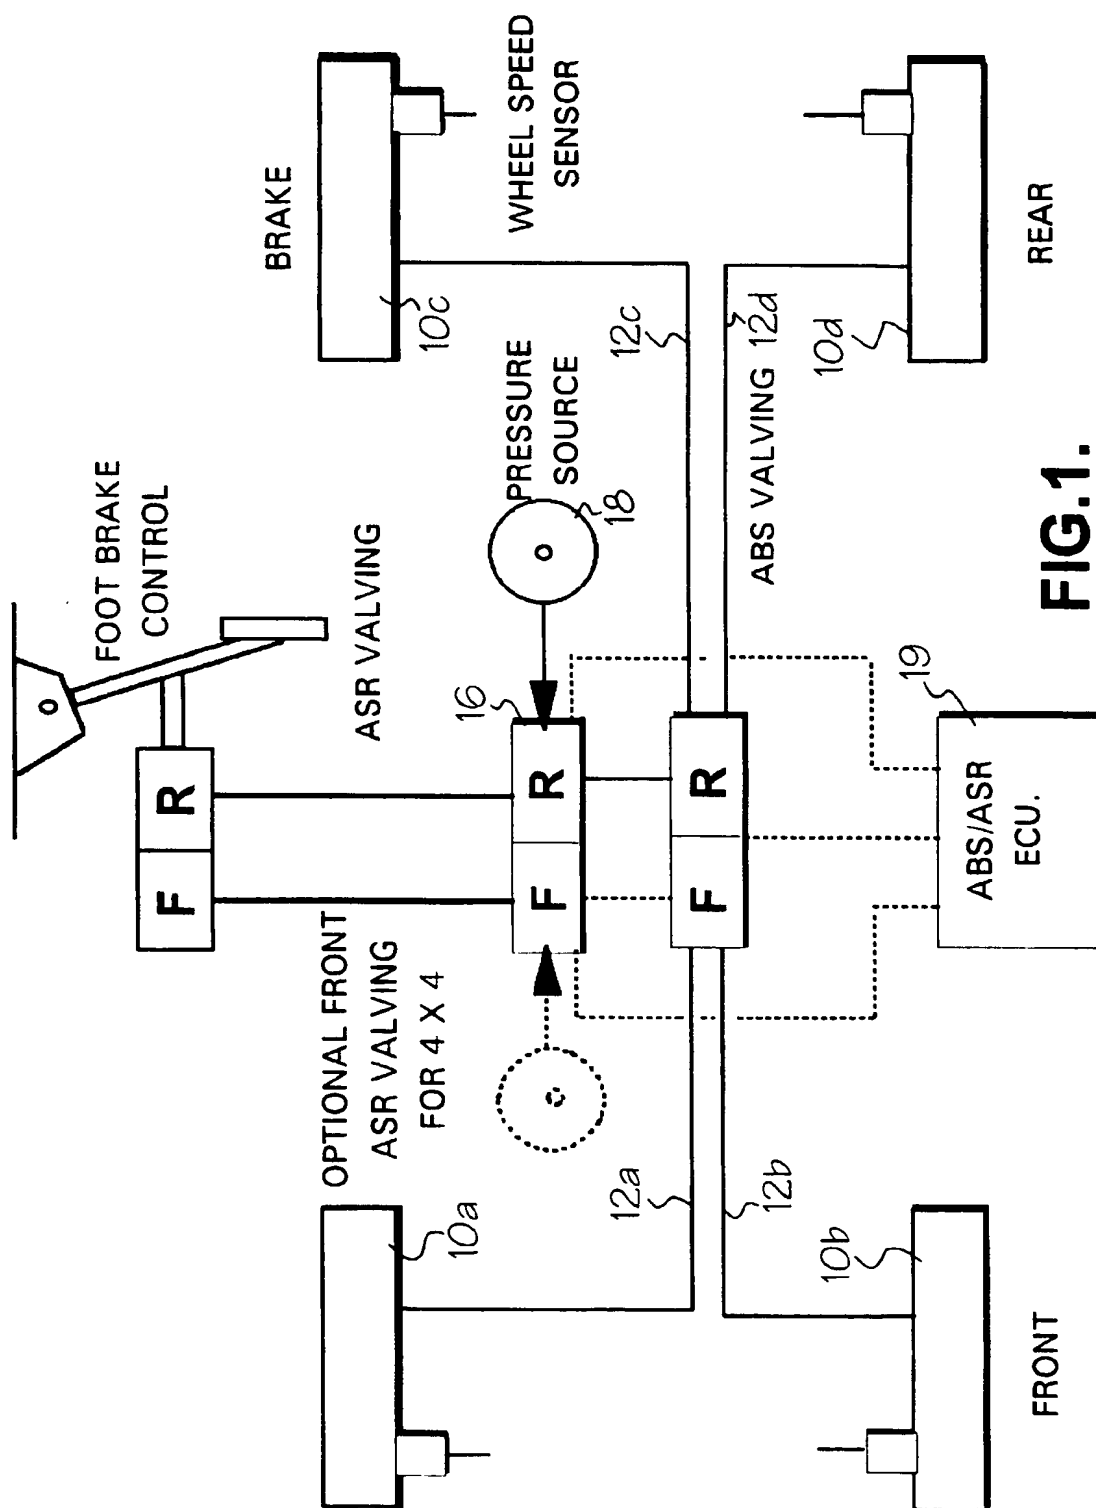 FOOT BRAKE
CONTROL
F R
ASR VALVING
BRAKE
OPTIONAL FRONT
ASR VALVING
FOR 4 X 4
10a
10c
WHEEL SPEED
SENSOR
PRESSURE
SOURCE
18
16
F R
12a
12c
F R
12b
12d
ABS VALVING
10b
10d
19
ABS/ASR
ECU.
FRONT
REAR
FIG.1.